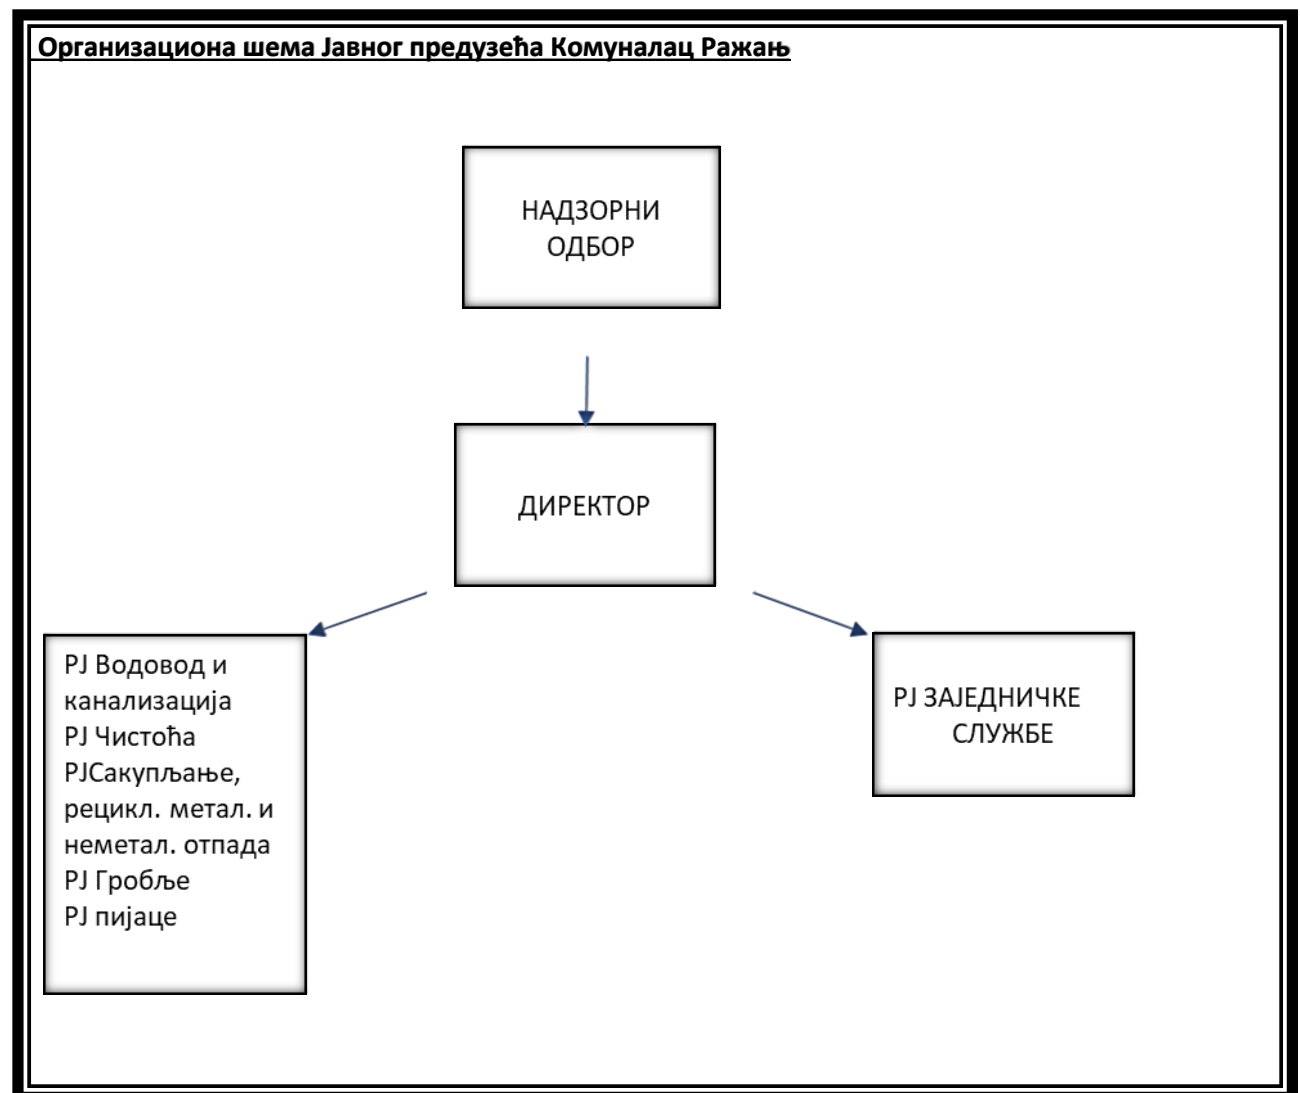 Организациона шема Јавног предузећа Комуналац Ражањ
НАДЗОРНИ
ОДБОР
ДИРЕКТОР
РЈ Водовод и
канализација
РЈ Чистоћа
РЈСакупљање,
рецикл. метал. и
неметал. отпада
РЈ Гробље
РЈ пијаце
РЈ ЗАЈЕДНИЧКЕ
СЛУЖБЕ